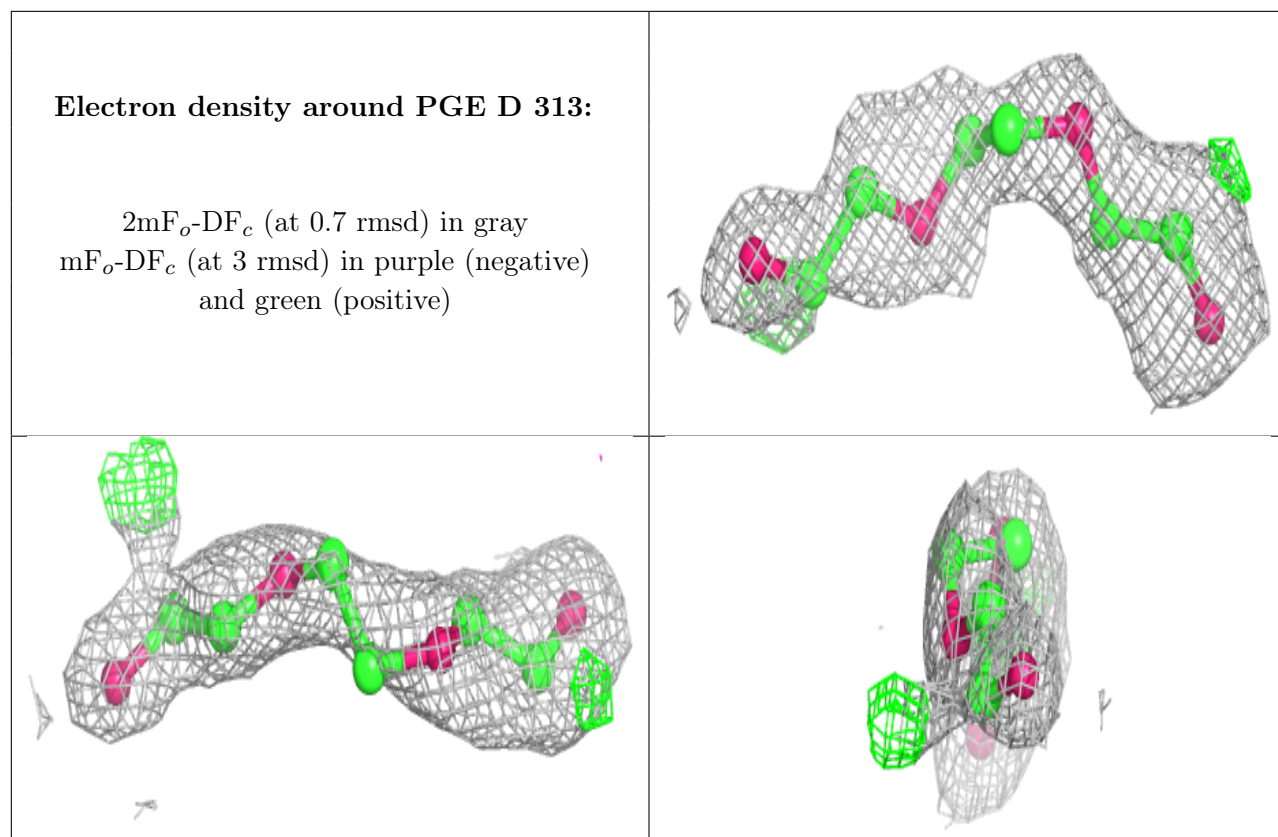 Electron density around PGE D 313:
2mFo-DFc (at 0.7 rmsd) in gray
mFo-DFc (at 3 rmsd) in purple (negative)
and green (positive)